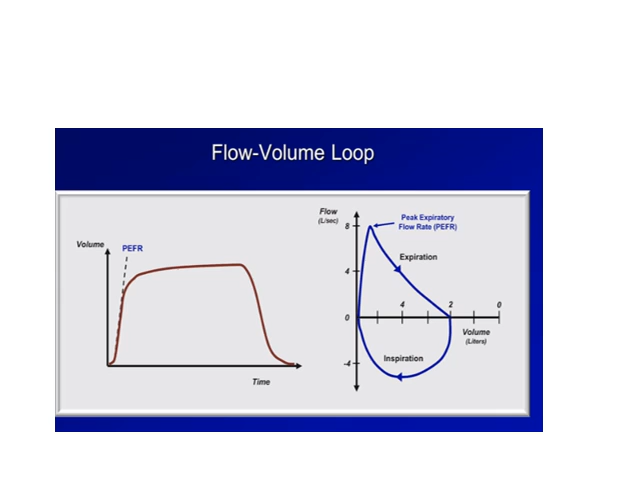 Flow-Volume Loop
Volume
PEFR
Time
Flow
(L/sec)
8
4
0
-4
Peak Expiratory
Flow Rate (PEFR)
Expiration
4
2
0
Volume
(Liters)
Inspiration